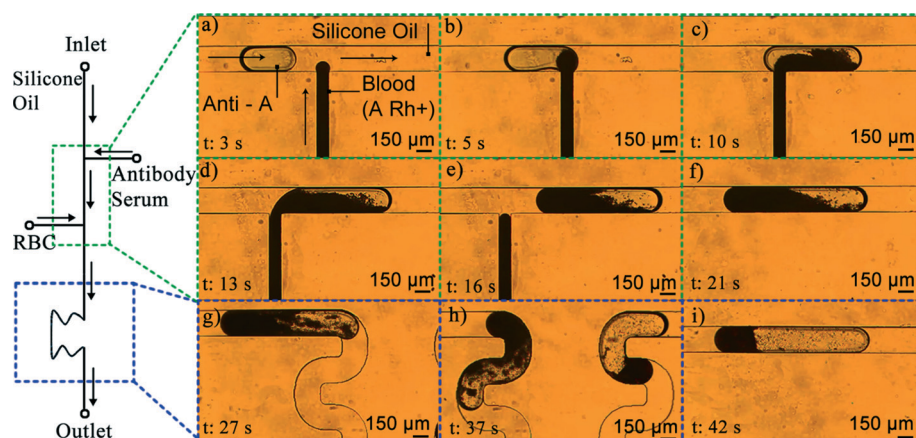 Inlet
Silicone
Oil
Antibody
Serum
RBC
Outlet
a)
Silicone Oil
Anti - A
Blood
(A Rh+)
t: 3 s
150 µm
b)
t: 5 s
150 µm
c)
t: 10 s
150 µm
d)
t: 13 s
150 µm
e)
t: 16 s
150 µm
f)
t: 21 s
150 µm
g)
t: 27 s
150 µm
h)
t: 37 s
150 µm
i)
t: 42 s
150 µm